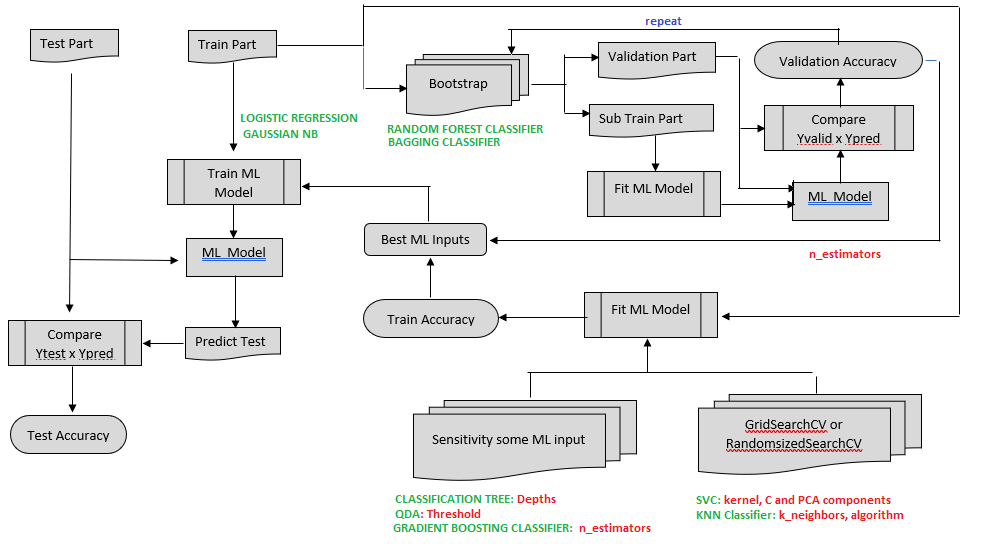 repeat
Test Part
Train Part
Validation Part
Validation Accuracy
Bootstrap
LOGISTIC REGRESSION
GAUSSIAN NB
RANDOM FOREST CLASSIFIER
BAGGING CLASSIFIER
Sub Train Part
Compare
Yvalid x Ypred
Train ML
Model
Fit ML Model
ML_Model
Best ML Inputs
ML_Model
n_estimators
Train Accuracy
Fit ML Model
Compare
Ytest x Ypred
Predict Test
Test Accuracy
Sensitivity some ML input
GridSearchCV or
RandomsizedSearchCV
CLASSIFICATION TREE: Depths
QDA: Threshold
GRADIENT BOOSTING CLASSIFIER: n_estimators
SVC: kernel, C and PCA components
KNN Classifier: k_neighbors, algorithm